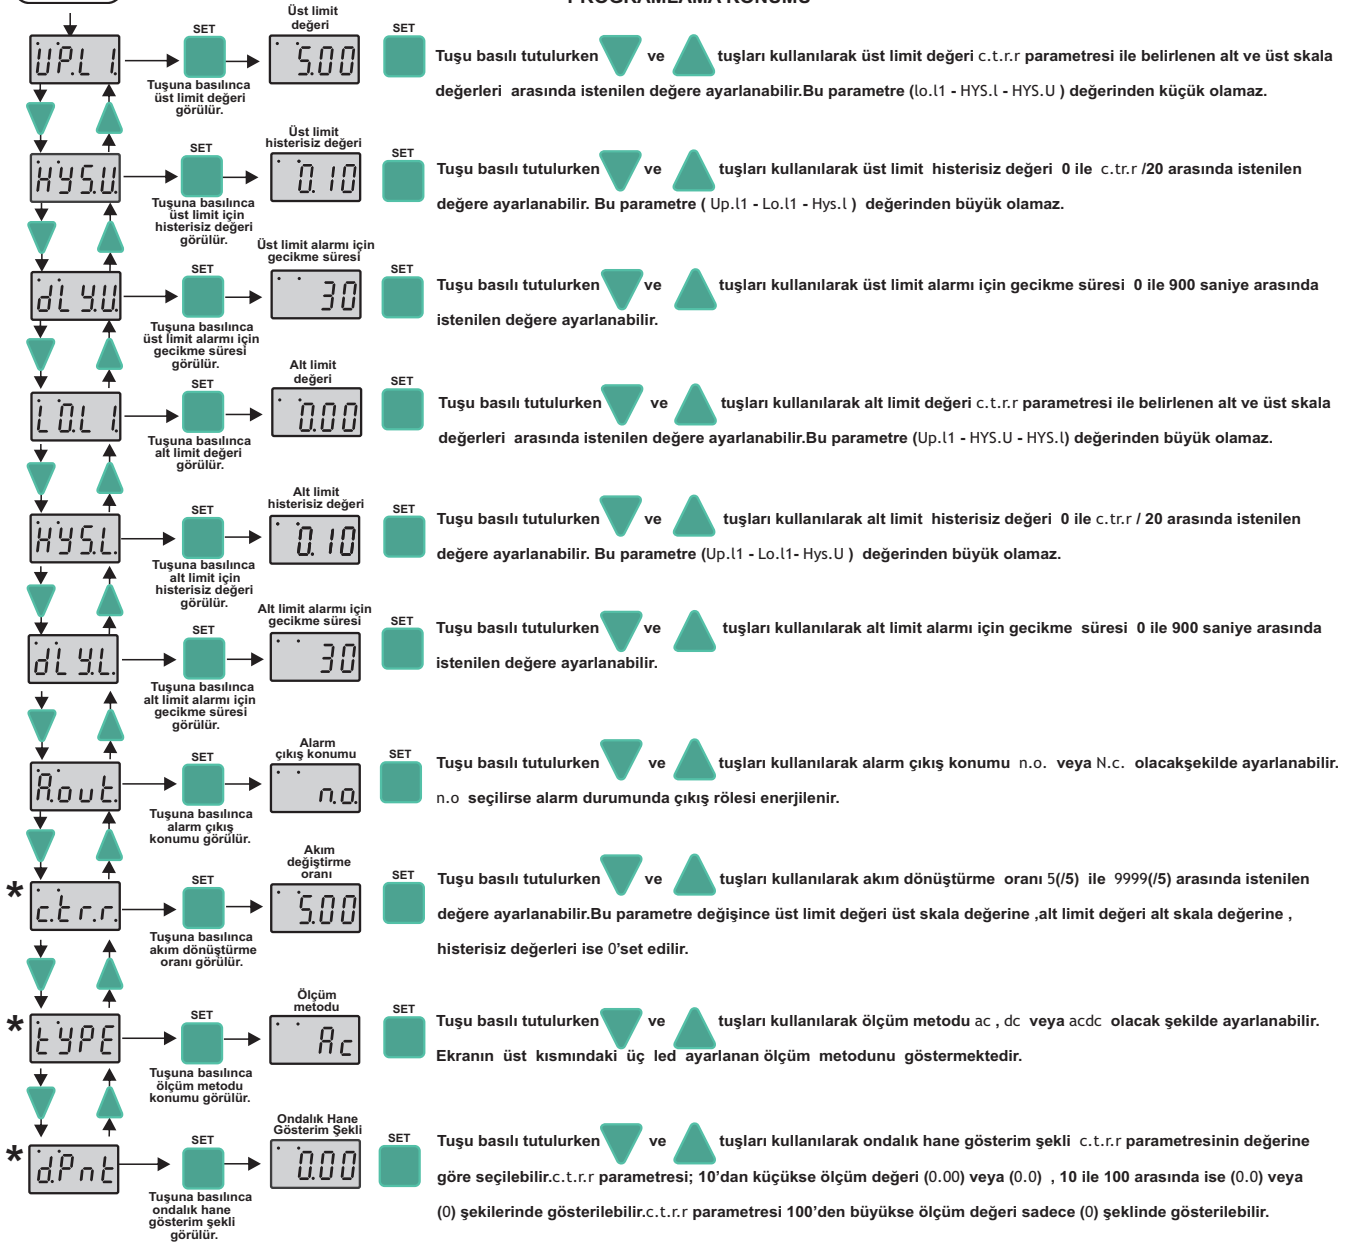 PROGRAMLAMA KONUMU
UP.L 1.
SET
Tuşuna basılınca
üst limit değeri
görülür.
Üst limit
değeri
5.00
SET
Tuşu basılı tutulurken ve tuşları kullanılarak üst limit değeri c.t.r.r parametresi ile belirlenen alt ve üst skala
değerleri arasında istenilen değere ayarlanabilir.Bu parametre (lo.l1 - HYS.l - HYS.U ) değerinden küçük olamaz.
HYS.U.
SET
Tuşuna basılınca
üst limit için
histerisiz değeri
görülür.
Üst limit
histerisiz değeri
0.10
SET
Tuşu basılı tutulurken ve tuşları kullanılarak üst limit histerisiz değeri 0 ile c.tr.r /20 arasında istenilen
değere ayarlanabilir. Bu parametre ( Up.l1 - Lo.l1 - Hys.l ) değerinden büyük olamaz.
dLY.U.
SET
Tuşuna basılınca
üst limit alarmı için
gecikme süresi
görülür.
Üst limit alarmı için
gecikme süresi
30
SET
Tuşu basılı tutulurken ve tuşları kullanılarak üst limit alarmı için gecikme süresi 0 ile 900 saniye arasında
istenilen değere ayarlanabilir.
LO.L 1.
SET
Tuşuna basılınca
alt limit değeri
görülür.
Alt limit
değeri
0.00
SET
Tuşu basılı tutulurken ve tuşları kullanılarak alt limit değeri c.t.r.r parametresi ile belirlenen alt ve üst skala
değerleri arasında istenilen değere ayarlanabilir.Bu parametre (Up.l1 - HYS.U - HYS.l) değerinden büyük olamaz.
HYS.L.
SET
Tuşuna basılınca
alt limit için
histerisiz değeri
görülür.
Alt limit
histerisiz değeri
0.10
SET
Tuşu basılı tutulurken ve tuşları kullanılarak alt limit histerisiz değeri 0 ile c.tr.r / 20 arasında istenilen
değere ayarlanabilir. Bu parametre (Up.l1 - Lo.l1- Hys.U ) değerinden büyük olamaz.
dLY.L.
SET
Tuşuna basılınca
alt limit alarmı için
gecikme süresi
görülür.
Alt limit alarmı için
gecikme süresi
30
SET
Tuşu basılı tutulurken ve tuşları kullanılarak alt limit alarmı için gecikme süresi 0 ile 900 saniye arasında
istenilen değere ayarlanabilir.
A.out.
SET
Tuşuna basılınca
alarm çıkış
konumu görülür.
Alarm
çıkış konumu
n.o.
SET
Tuşu basılı tutulurken ve tuşları kullanılarak alarm çıkış konumu n.o. veya N.c. olacakşekilde ayarlanabilir.
n.o seçilirse alarm durumunda çıkış rölesi enerjilenir.
* c.t.r.r.
SET
Tuşuna basılınca
akım dönüştürme
oranı görülür.
Akım
değiştirme
oranı
5.00
SET
Tuşu basılı tutulurken ve tuşları kullanılarak akım dönüştürme oranı 5(/5) ile 9999(/5) arasında istenilen
değere ayarlanabilir.Bu parametre değişince üst limit değeri üst skala değerine ,alt limit değeri alt skala değerine ,
histerisiz değerleri ise 0'set edilir.
* tYPE
SET
Tuşuna basılınca
ölçüm metodu
konumu görülür.
Ölçüm
metodu
Ac
SET
Tuşu basılı tutulurken ve tuşları kullanılarak ölçüm metodu ac , dc veya acdc olacak şekilde ayarlanabilir.
Ekranın üst kısmındaki üç led ayarlanan ölçüm metodunu göstermektedir.
* d.Pnt
SET
Tuşuna basılınca
ondalık hane
gösterim şekli
görülür.
Ondalık Hane
Gösterim Şekli
0.00
SET
Tuşu basılı tutulurken ve tuşları kullanılarak ondalık hane gösterim şekli c.t.r.r parametresinin değerine
göre seçilebilir.c.t.r.r parametresi; 10'dan küçükse ölçüm değeri (0.00) veya (0.0) , 10 ile 100 arasında ise (0.0) veya
(0) şekilerinde gösterilebilir.c.t.r.r parametresi 100'den büyükse ölçüm değeri sadece (0) şeklinde gösterilebilir.